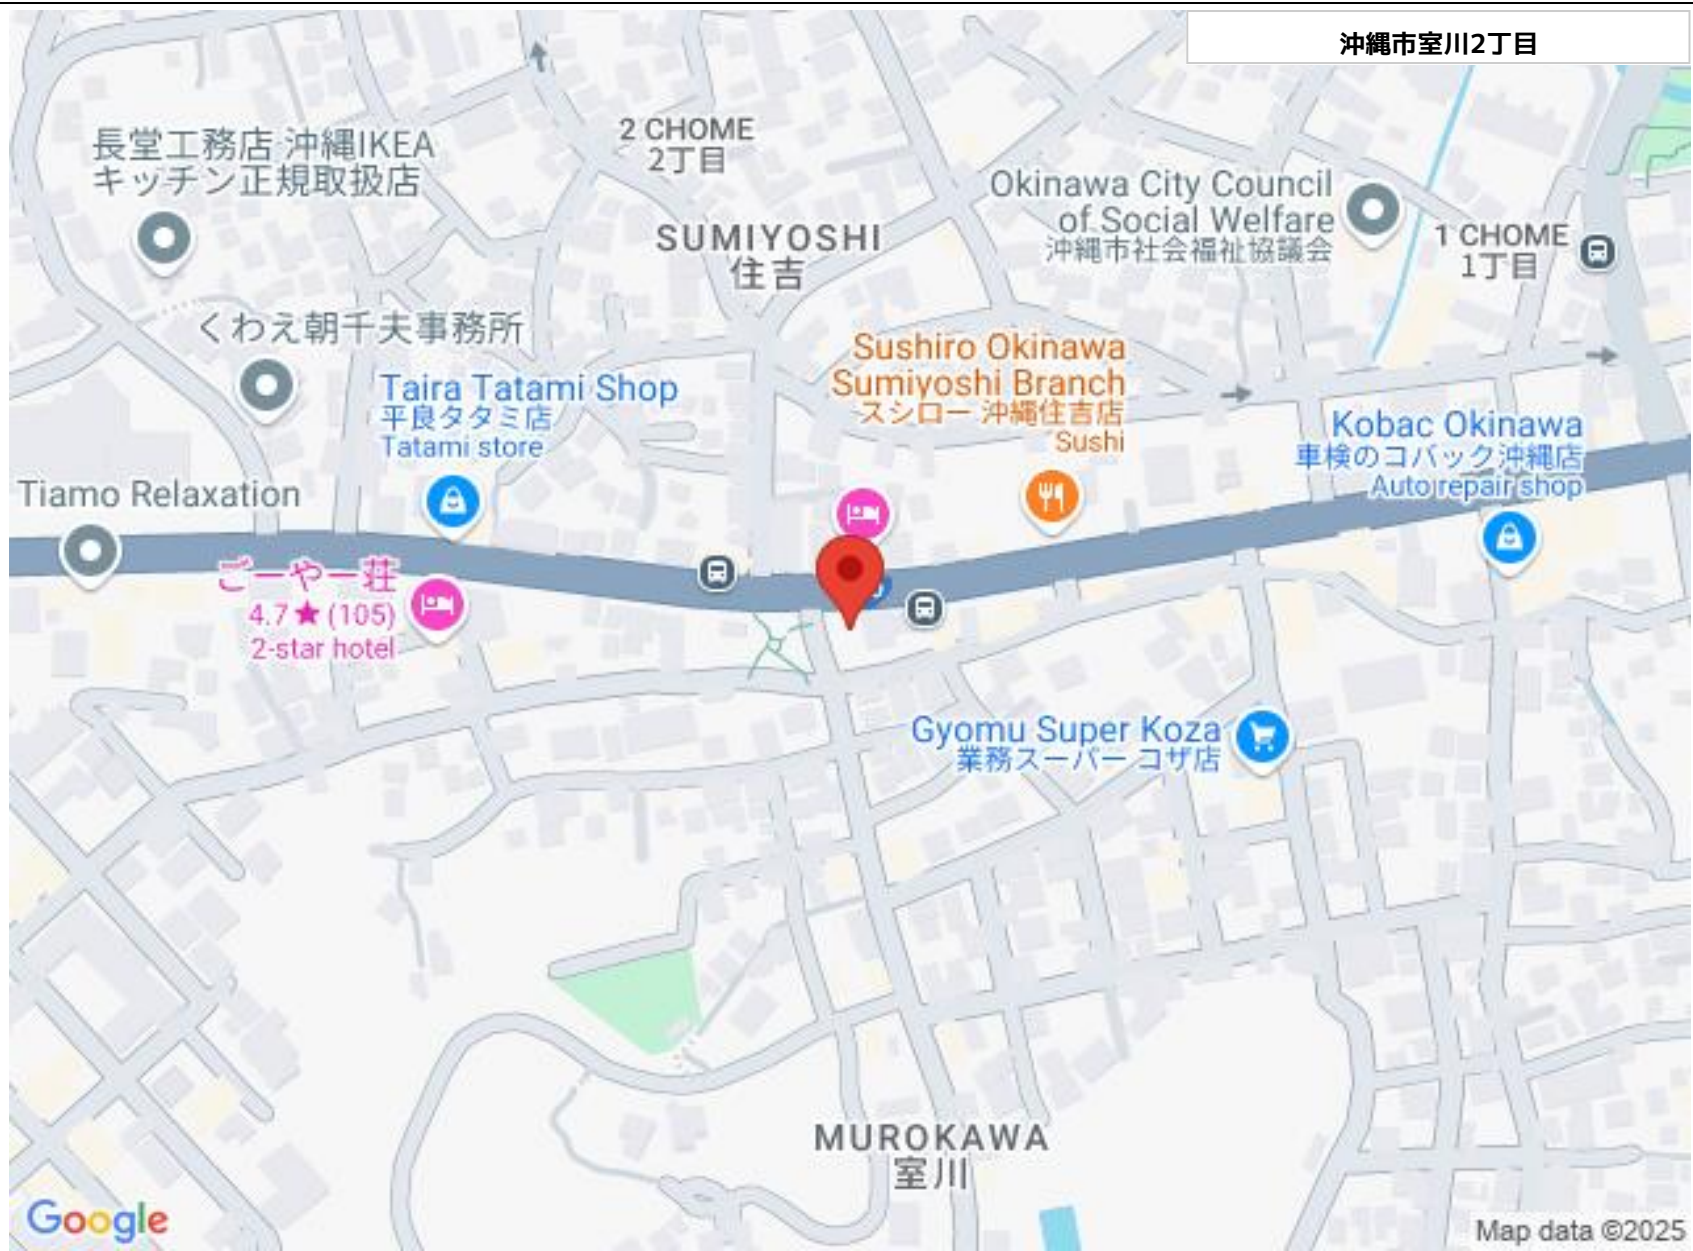 沖縄市室川2丁目
2 CHOME
2丁目
長堂工務店 沖縄IKEA
キッチン正規取扱店
Okinawa City Council
of Social Welfare
沖縄市社会福祉協議会
SUMIYOSHI
住吉
1 CHOME
1丁目
くわえ朝千夫事務所
Sushiro Okinawa
Sumiyoshi Branch
スシロー 沖縄住吉店
Sushi
Taira Tatami Shop
平良タタミ店
Tatami store
Kobac Okinawa
車検のコバック沖縄店
Auto repair shop
Tiamo Relaxation
ごーやー荘
4.7★(105)
2-star hotel
Gyomu Super Koza
業務スーパー コザ店
MUROKAWA
室川
Google
Map data ©2025